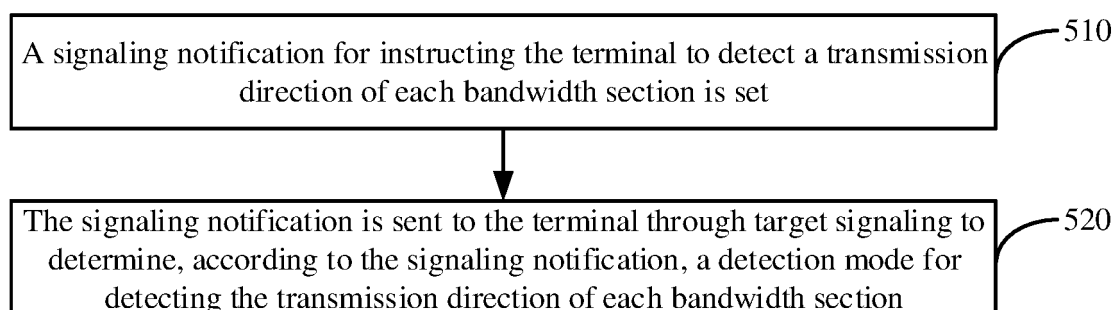 A signaling notification for instructing the terminal to detect a transmission
direction of each bandwidth section is set
510
The signaling notification is sent to the terminal through target signaling to
determine, according to the signaling notification, a detection mode for
detecting the transmission direction of each bandwidth section
520